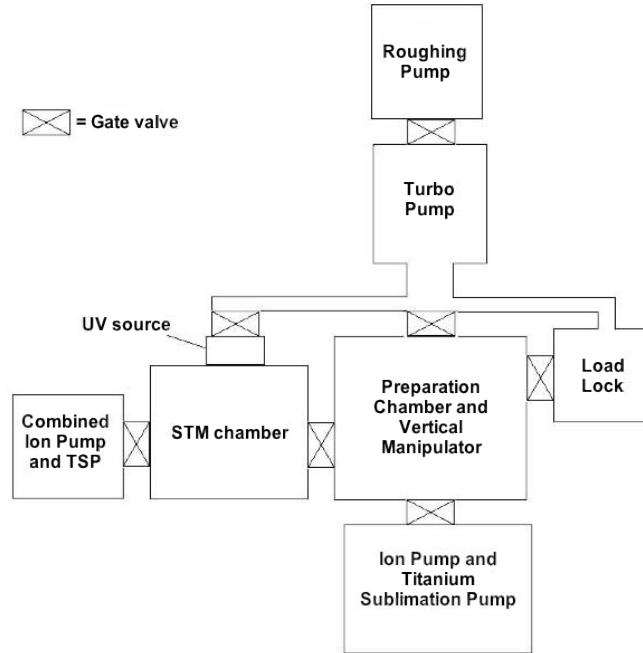 Roughing
Pump
= Gate valve
Turbo
Pump
UV source
Load
Lock
Preparation
Chamber and
Vertical
Manipulator
Combined
Ion Pump
and TSP
STM chamber
Ion Pump and
Titanium
Sublimation Pump